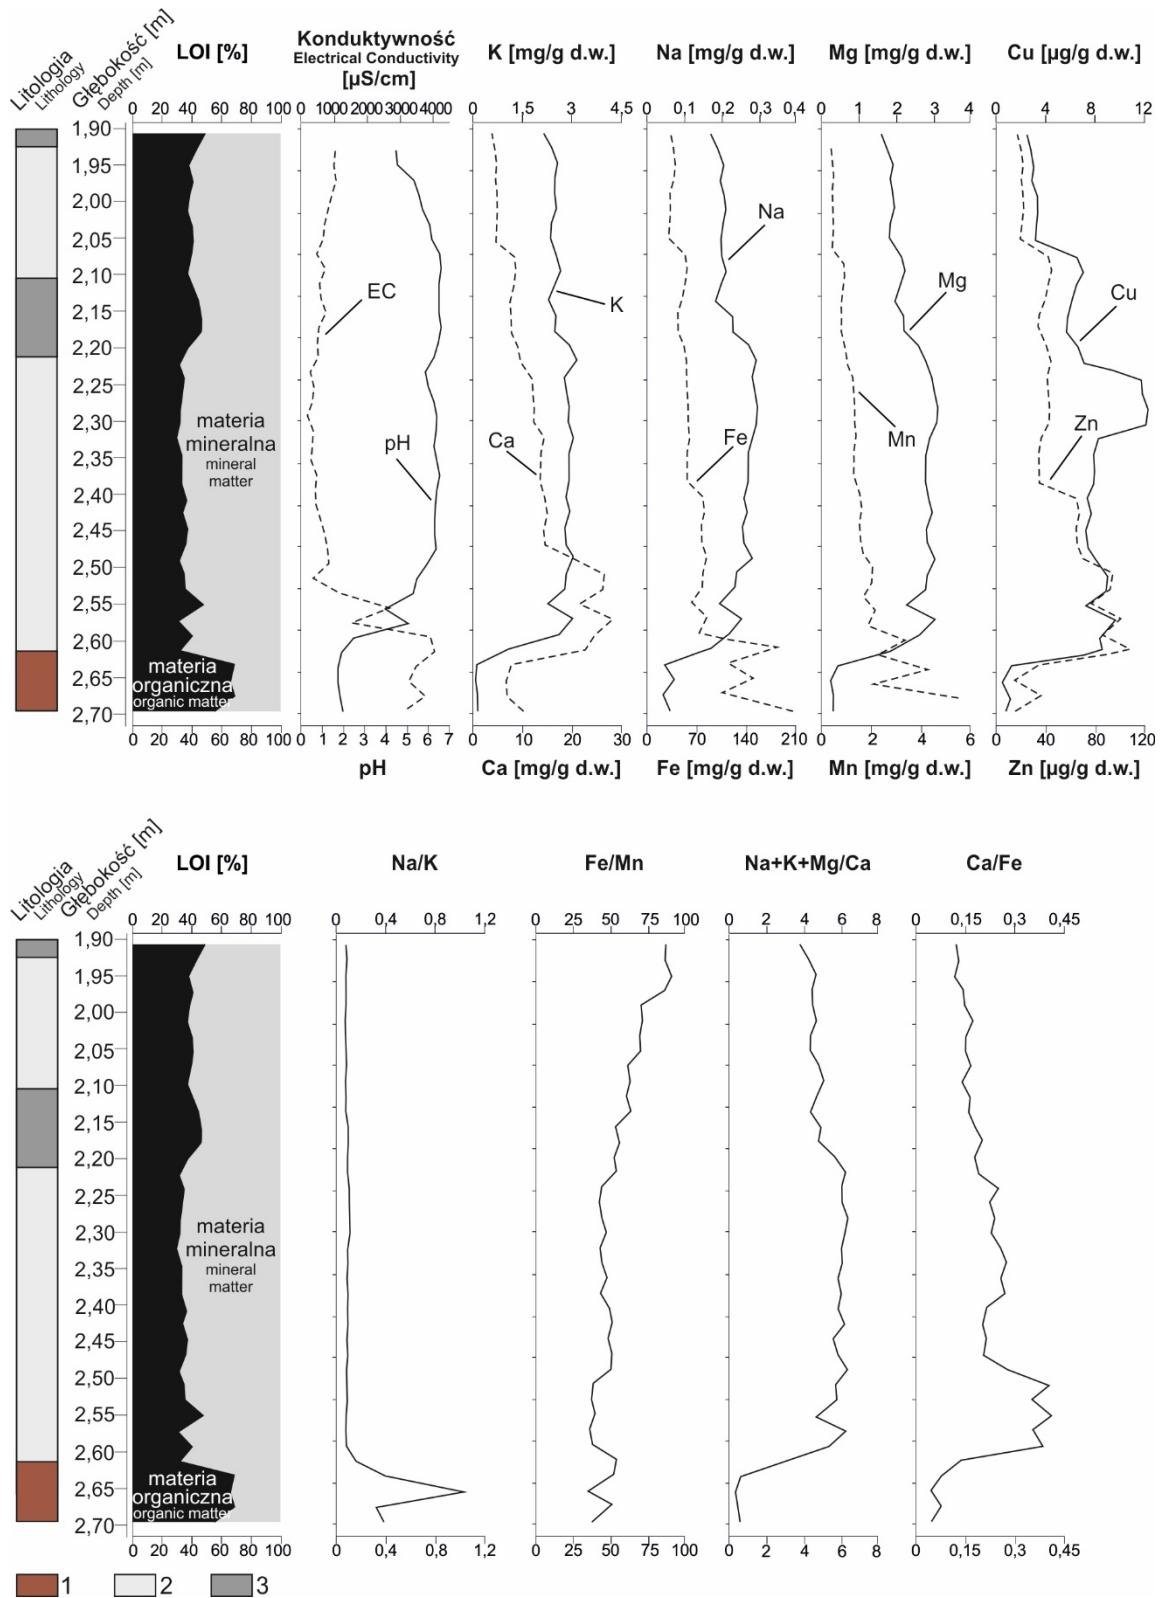 Litologia
Lithology
Głębokość [m]
Depth [m]
LOI [%]
Konduktywność
Electrical Conductivity
[µS/cm]
K [mg/g d.w.]
Na [mg/g d.w.]
Mg [mg/g d.w.]
Cu [µg/g d.w.]
0 20 40 60 80 100
0 1000 2000 3000 4000
0 1,5 3 4,5
0 0,1 0,2 0,3 0,4
0 1 2 3 4
0 4 8 12
1,90
1,95
2,00
2,05
2,10
2,15
2,20
2,25
2,30
2,35
2,40
2,45
2,50
2,55
2,60
2,65
2,70
materia
mineralna
mineral
matter
materia
organiczna
organic matter
EC
pH
K
Ca
Na
Fe
Mg
Mn
Cu
Zn
0 20 40 60 80 100
0 1 2 3 4 5 6 7
0 10 20 30
0 70 140 210
0 2 4 6
0 40 80 120
pH
Ca [mg/g d.w.]
Fe [mg/g d.w.]
Mn [mg/g d.w.]
Zn [µg/g d.w.]
Litologia
Lithology
Głębokość [m]
Depth [m]
LOI [%]
Na/K
Fe/Mn
Na+K+Mg/Ca
Ca/Fe
0 20 40 60 80 100
0 0,4 0,8 1,2
0 25 50 75 100
0 2 4 6 8
0 0,15 0,3 0,45
1,90
1,95
2,00
2,05
2,10
2,15
2,20
2,25
2,30
2,35
2,40
2,45
2,50
2,55
2,60
2,65
2,70
materia
mineralna
mineral
matter
materia
organiczna
organic matter
0 20 40 60 80 100
0 0,4 0,8 1,2
0 25 50 75 100
0 2 4 6 8
0 0,15 0,3 0,45
1 2 3